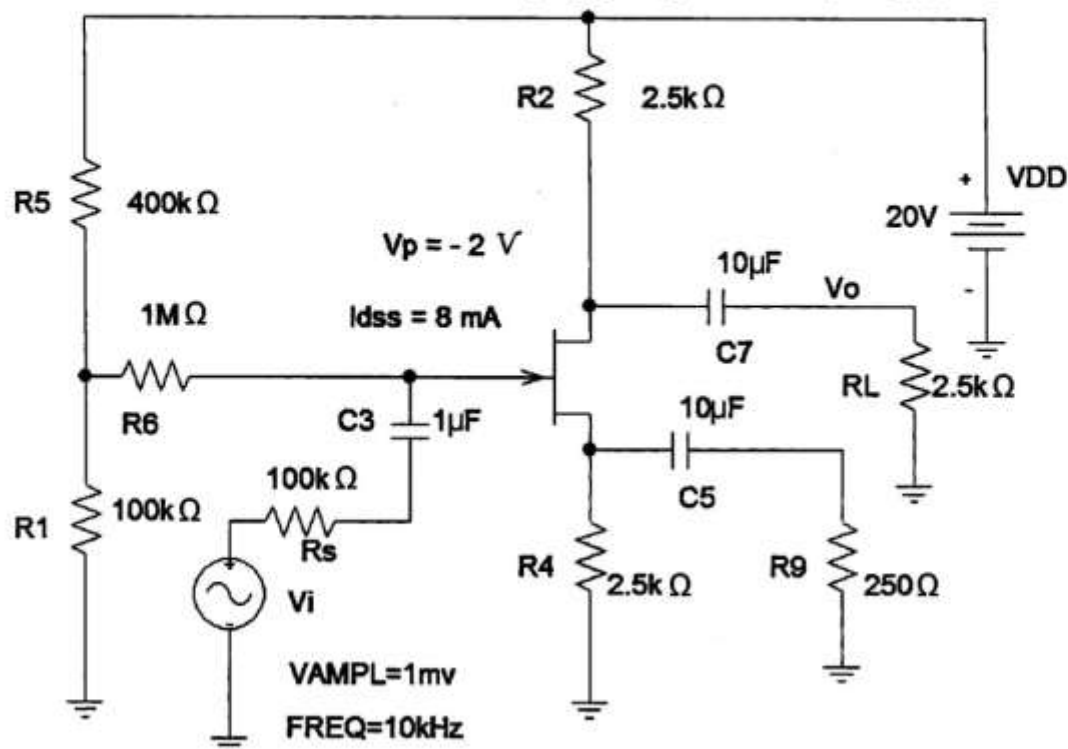 R2
2.5kΩ
R5
400kΩ
+
VDD
20V
-
Vp = - 2 V
Idss = 8 mA
10µF
Vo
C7
RL
2.5kΩ
1MΩ
R6
C3
1µF
10µF
C5
R1
100kΩ
100kΩ
Rs
+
-
Vi
R4
2.5kΩ
R9
250Ω
VAMPL=1mv
FREQ=10kHz